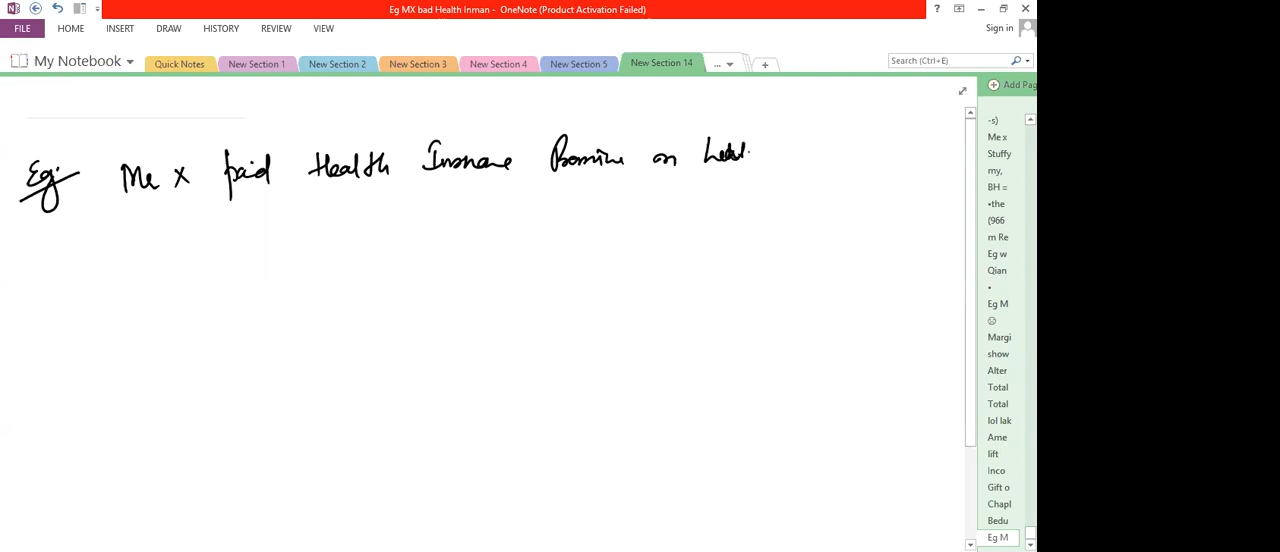 Eg MX bad Health inman - OneNote (Product Activation Failed)
Sign in
FILE HOME INSERT DRAW HISTORY REVIEW VIEW
My Notebook Quick Notes New Section 1 New Section 2 New Section 3 New Section 4 New Section 5 New Section 14 ... + Search (Ctrl+E)
Add Pag
Eg: Mr X paid Health Insurance Premium on
-s)
Me x
Stuffy
my,
BH =
•the
(966
m Re
Eg w
Qian
•
Eg M
☹
Margi
show
Alter
Total
Total
lol lak
Ame
lift
Inco
Gift o
Chapl
Bedu
Eg M